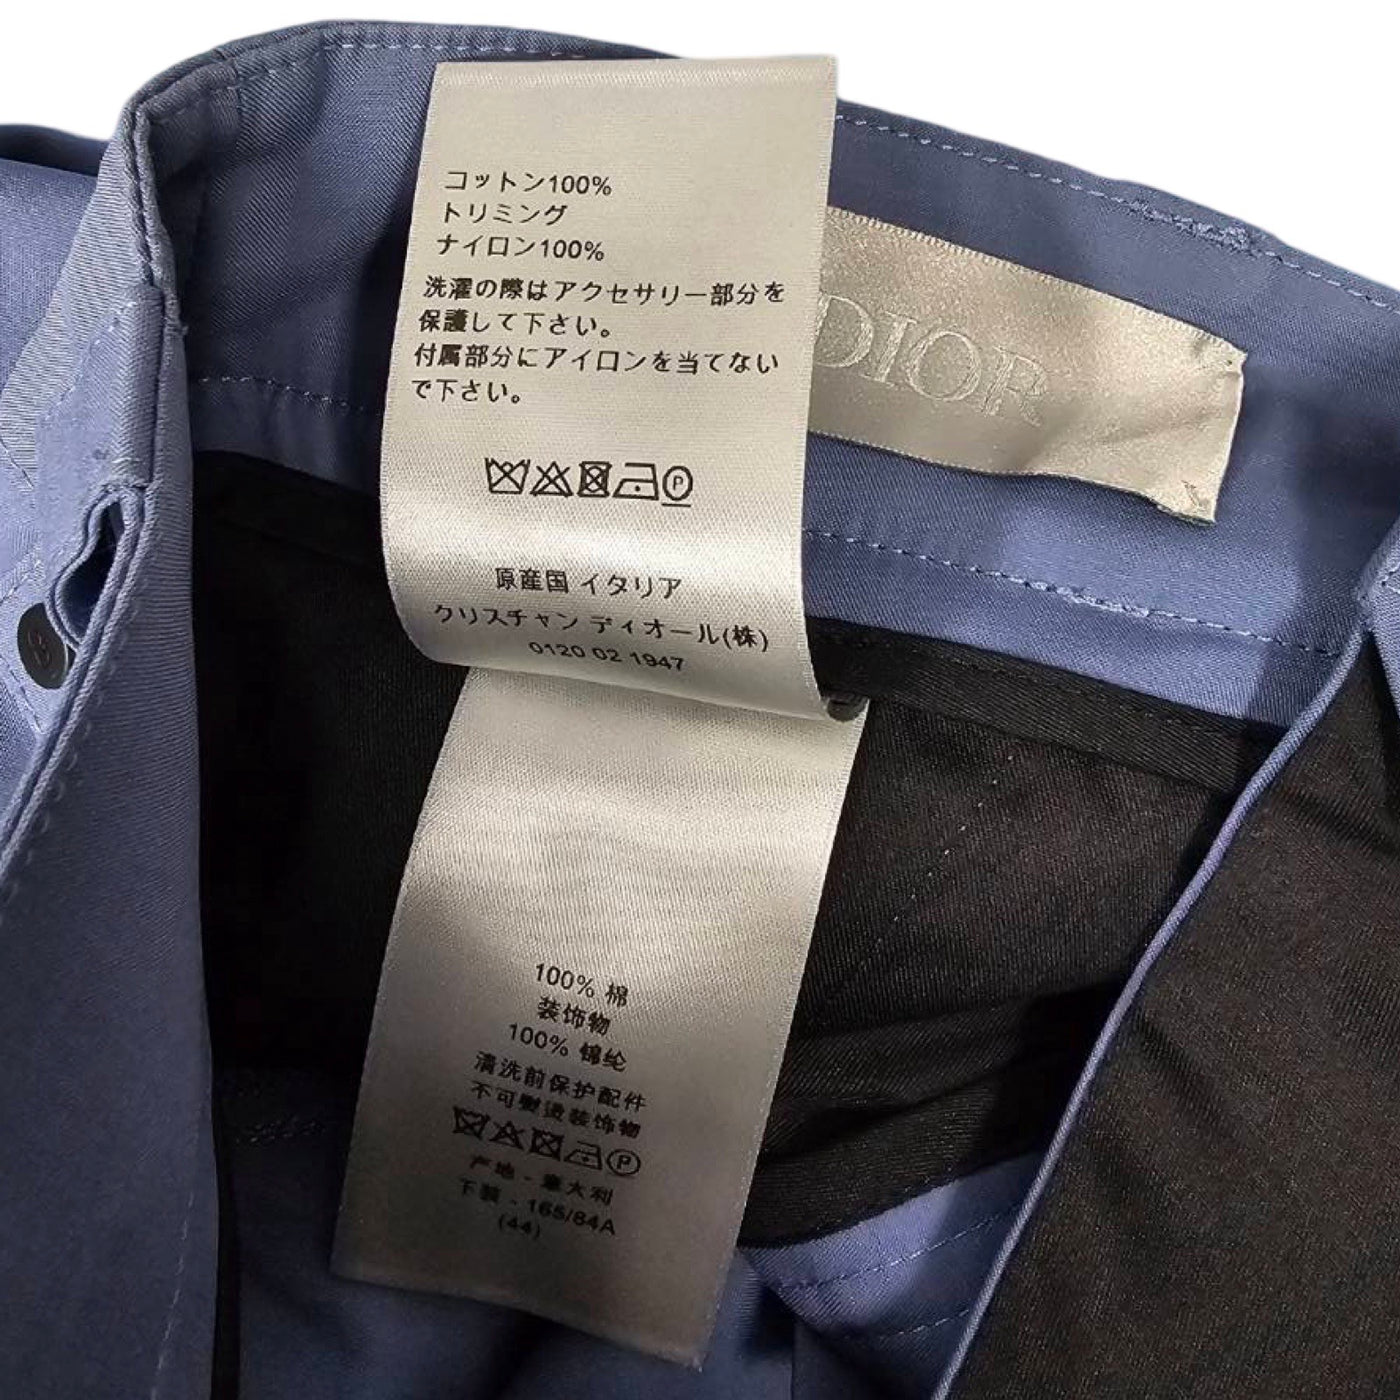 コットン100%
トリミング
ナイロン100%
洗濯の際はアクセサリー部分を
保護して下さい。
付属部分にアイロンを当てない
で下さい。
P
原産国 イタリア
クリスチャン ディオール(株)
0120 02 1947
DIOR
100% 棉
装饰物
100% 锦纶
清洗前保护配件
不可熨烫装饰物
P
产地 - 意大利
下装 - 165/84A
(44)